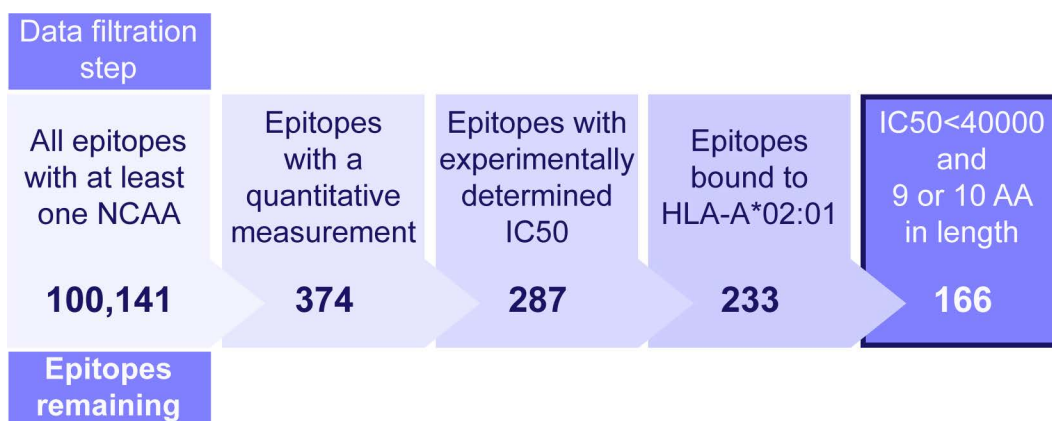 Data filtration
step
All epitopes
with at least
one NCAA
100,141
Epitopes
remaining
Epitopes
with a
quantitative
measurement
374
Epitopes with
experimentally
determined
IC50
287
Epitopes
bound to
HLA-A*02:01
233
IC50<40000
and
9 or 10 AA
in length
166